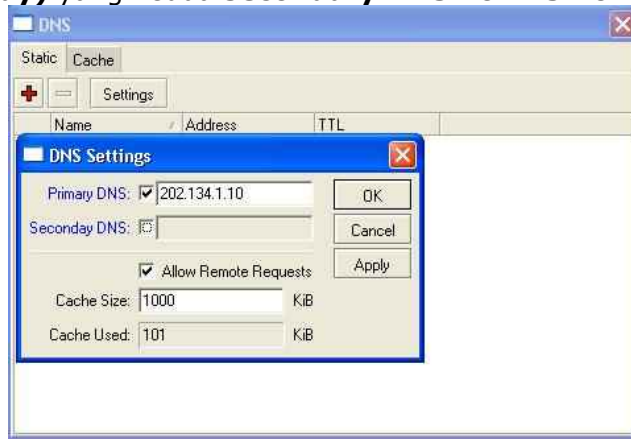 DNS
Static Cache
Settings
Name Address TTL
DNS Settings
Primary DNS: 202.134.1.10 OK
Seconday DNS: Cancel
Allow Remote Requests Apply
Cache Size: 1000 KiB
Cache Used: 101 KiB